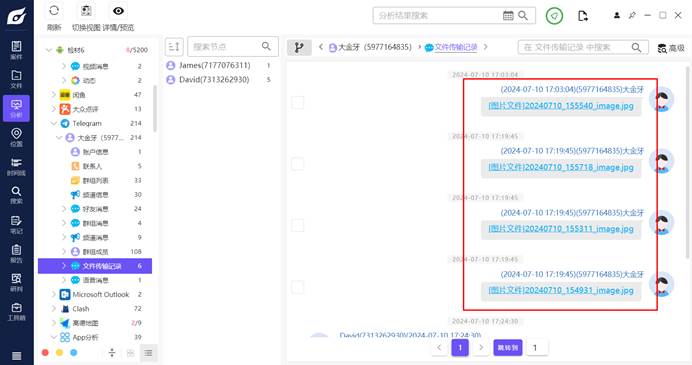 刷新
切换视图
详情/预览
分析结果搜索
案件
文件
分析
位置
时间线
搜索
笔记
报告
研判
工具箱
检材6 8/5200
视频消息 2
动态 2
闲鱼 47
大众点评 13
Telegram 214
大金牙（5977... 214
账户信息 1
联系人 5
群组列表 33
频道信息 30
好友消息 24
群组消息 4
频道消息 9
群组成员 108
文件传输记录 6
语音消息 1
Microsoft Outlook 2
Clash 72
高德地图 2/9
App分析 39
搜索节点
James(7177076311) 1
David(7313262930) 5
大金牙（5977164835）
文件传输记录
在 文件传输记录 中搜索
高级
2024-07-10 17:03:04
(2024-07-10 17:03:04)(5977164835)大金牙
[图片文件]20240710_155540_image.jpg
2024-07-10 17:19:45
(2024-07-10 17:19:45)(5977164835)大金牙
[图片文件]20240710_155718_image.jpg
2024-07-10 17:19:45
(2024-07-10 17:19:45)(5977164835)大金牙
[图片文件]20240710_155311_image.jpg
2024-07-10 17:19:45
(2024-07-10 17:19:45)(5977164835)大金牙
[图片文件]20240710_154931_image.jpg
2024-07-10 17:24:30
David(7313262930)(2024-07-10 17:24:30)
1
跳转到
1